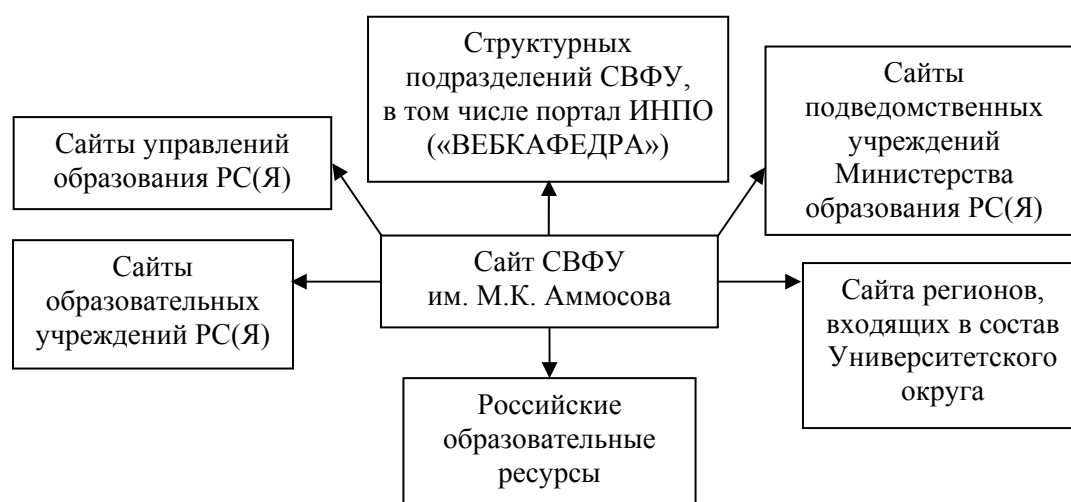 Структурных
подразделений СВФУ,
в том числе портал ИНПО
(«ВЕБКАФЕДРА»)
Сайты
подведомственных
учреждений
Министерства
образования РС(Я)
Сайты управлений
образования РС(Я)
Сайт СВФУ
им. М.К. Аммосова
Сайты
образовательных
учреждений РС(Я)
Сайта регионов,
входящих в состав
Университетского
округа
Российские
образовательные
ресурсы